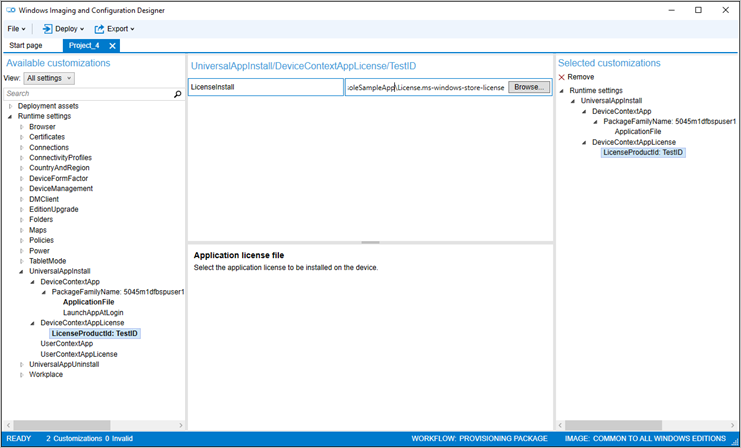 Windows Imaging and Configuration Designer
File Deploy Export
Start page Project_4
Available customizations
View: All settings
Search
Deployment assets
Runtime settings
Browser
Certificates
Connections
ConnectivityProfiles
CountryAndRegion
DeviceFormFactor
DeviceManagement
DMClient
EditionUpgrade
Folders
Maps
Policies
Power
TabletMode
UniversalAppInstall
DeviceContextApp
PackageFamilyName: 5045m1dfbspuser1
ApplicationFile
LaunchAppAtLogin
DeviceContextAppLicense
LicenseProductId: TestID
UserContextApp
UserContextAppLicense
UniversalAppUninstall
Workplace
UniversalAppInstall/DeviceContextAppLicense/TestID
LicenseInstall oleSampleApp\License.ms-windows-store-license Browse...
Application license file
Select the application license to be installed on the device.
Selected customizations
Remove
Runtime settings
UniversalAppInstall
DeviceContextApp
PackageFamilyName: 5045m1dfbspuser1
ApplicationFile
DeviceContextAppLicense
LicenseProductId: TestID
READY 2 Customizations 0 Invalid WORKFLOW: PROVISIONING PACKAGE IMAGE: COMMON TO ALL WINDOWS EDITIONS